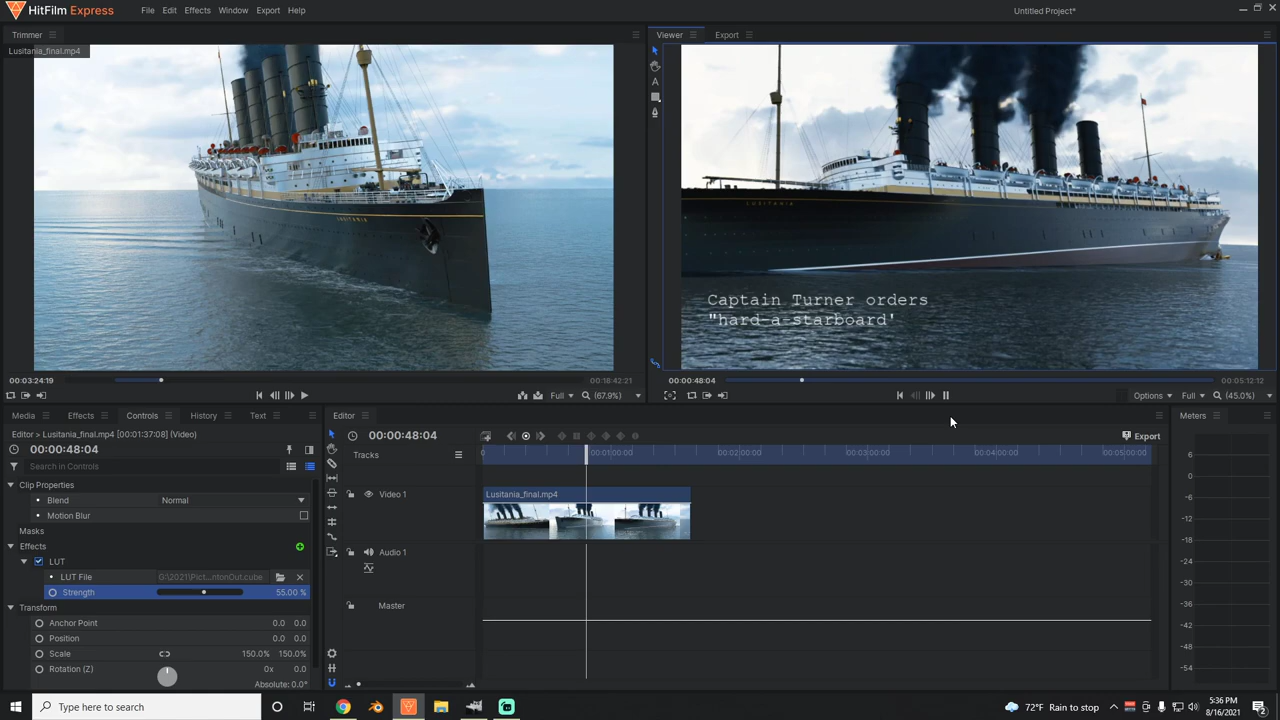 HitFilm Express
File Edit Effects Window Export Help
Untitled Project*
Trimmer
Lusitania_final.mp4
LUSITANIA
00:03:24:19
00:18:42:21
Full (67.9%)
Viewer Export
A
LUSITANIA
Captain Turner orders
"hard-a-starboard'
00:00:48:04
00:05:12:12
Options Full (45.0%)
Media Effects Controls History Text
Editor > Lusitania_final.mp4 [00:01:37:08] (Video)
00:00:48:04
Search in Controls
Clip Properties
Blend Normal
Motion Blur
Masks
Effects
LUT
LUT File G:\2021\Pict...ntonOut.cube
Strength 55.00 %
Transform
Anchor Point 0.0 0.0
Position 0.0 0.0
Scale 150.0% 150.0%
Rotation (Z) 0x 0.0
Absolute: 0.0°
Editor
00:00:48:04
Export
Tracks
0 00:01:00:00 00:02:00:00 00:03:00:00 00:04:00:00 00:05:00:00
Video 1
Lusitania_final.mp4
Audio 1
Master
Meters
6
0
-6
-12
-18
-24
-30
-36
-42
-48
-54
Type here to search
72°F Rain to stop
5:36 PM
8/16/2021
2